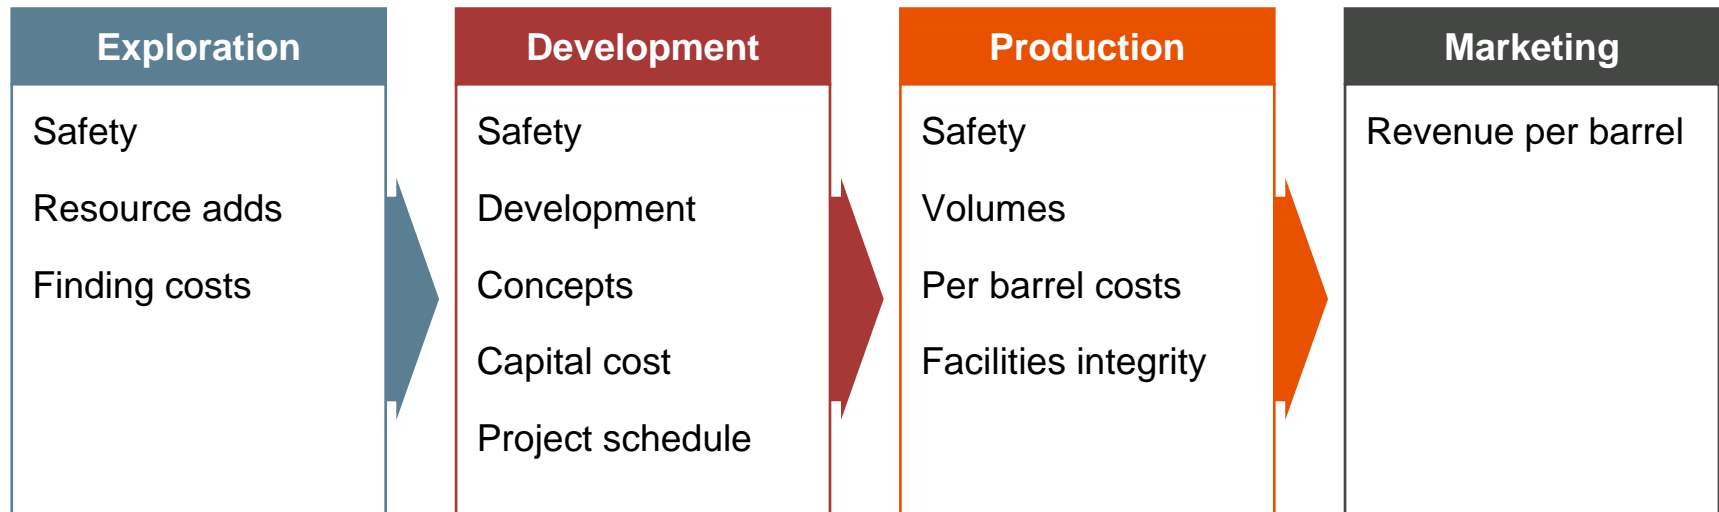 Exploration
Safety
Resource adds
Finding costs
Development
Safety
Development
Concepts
Capital cost
Project schedule
Production
Safety
Volumes
Per barrel costs
Facilities integrity
Marketing
Revenue per barrel